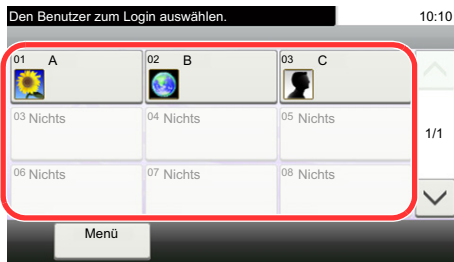 Den Benutzer zum Login auswählen. 10:10
01 A 02 B 03 C
03 Nichts 04 Nichts 05 Nichts
1/1
06 Nichts 07 Nichts 08 Nichts
Menü